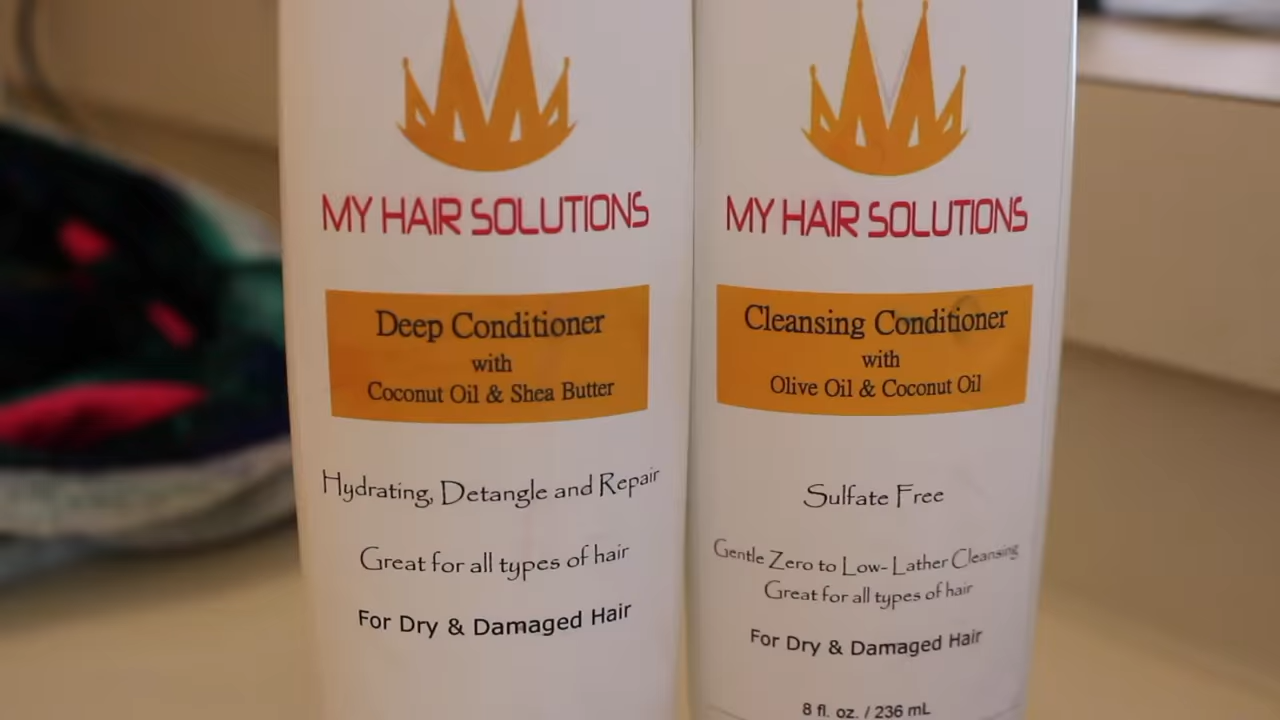 MY HAIR SOLUTIONS
Deep Conditioner
with
Coconut Oil & Shea Butter
Hydrating, Detangle and Repair
Great for all types of hair
For Dry & Damaged Hair
MY HAIR SOLUTIONS
Cleansing Conditioner
with
Olive Oil & Coconut Oil
Sulfate Free
Gentle Zero to Low- Lather Cleansing
Great for all types of hair
For Dry & Damaged Hair
8 fl. oz. / 236 mL